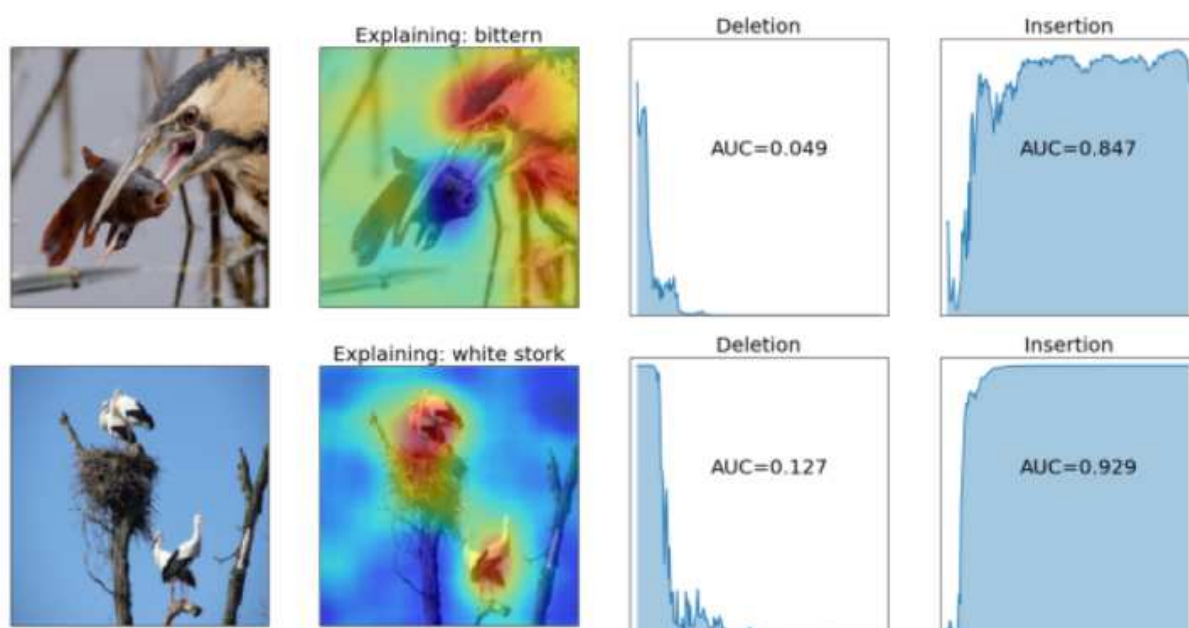 Explaining: bittern
Deletion
Insertion
AUC=0.049
AUC=0.847
Explaining: white stork
Deletion
Insertion
AUC=0.127
AUC=0.929